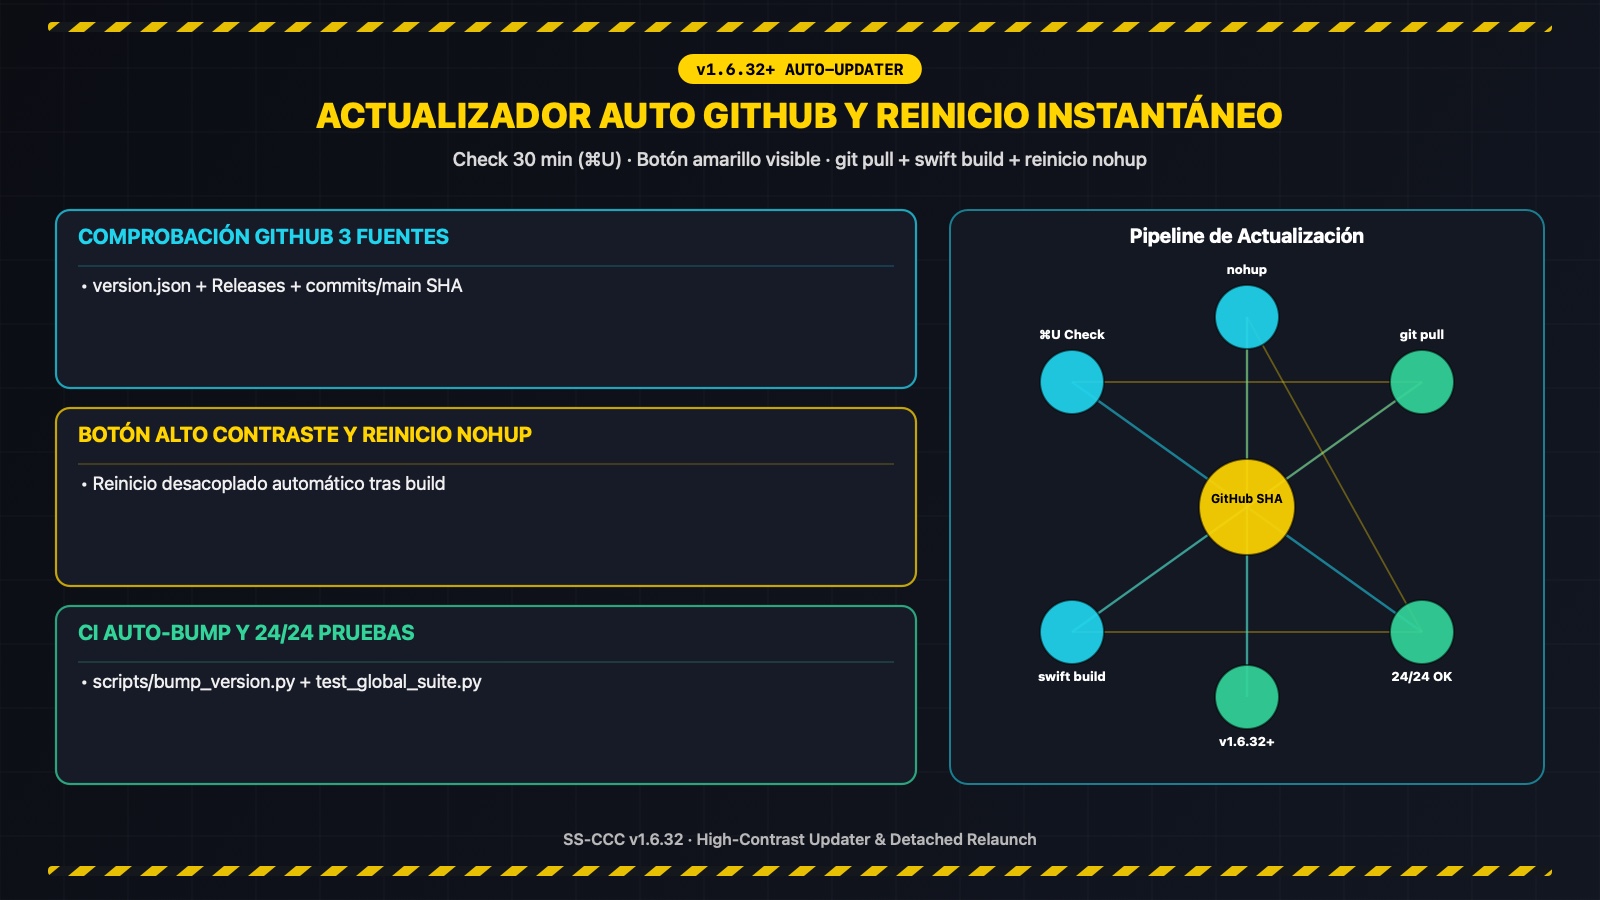 v1.6.32+ AUTO-UPDATER
ACTUALIZADOR AUTO GITHUB Y REINICIO INSTANTÁNEO
Check 30 min (⌘U) · Botón amarillo visible · git pull + swift build + reinicio nohup
COMPROBACIÓN GITHUB 3 FUENTES
• version.json + Releases + commits/main SHA
BOTÓN ALTO CONTRASTE Y REINICIO NOHUP
• Reinicio desacoplado automático tras build
CI AUTO-BUMP Y 24/24 PRUEBAS
• scripts/bump_version.py + test_global_suite.py
Pipeline de Actualización
nohup
⌘U Check
git pull
GitHub SHA
swift build
24/24 OK
v1.6.32+
SS-CCC v1.6.32 · High-Contrast Updater & Detached Relaunch